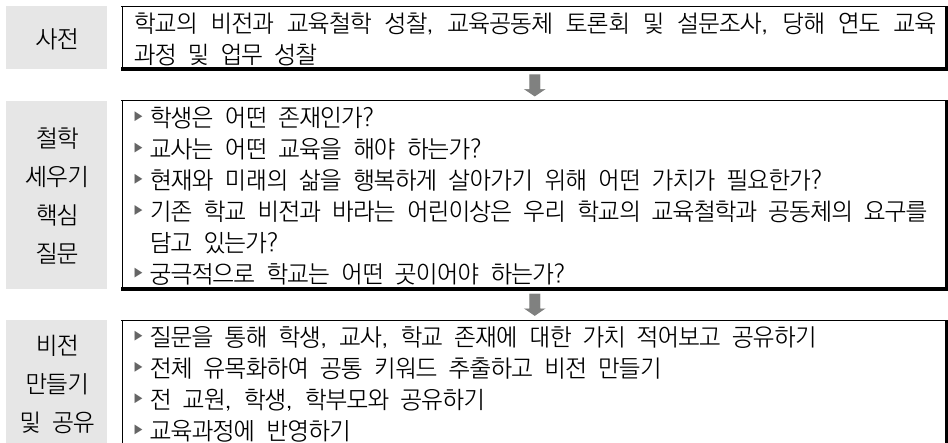 사전
학교의 비전과 교육철학 성찰, 교육공동체 토론회 및 설문조사, 당해 연도 교육
과정 및 업무 성찰
철학
세우기
핵심
질문
▸ 학생은 어떤 존재인가?
▸ 교사는 어떤 교육을 해야 하는가?
▸ 현재와 미래의 삶을 행복하게 살아가기 위해 어떤 가치가 필요한가?
▸ 기존 학교 비전과 바라는 어린이상은 우리 학교의 교육철학과 공동체의 요구를
담고 있는가?
▸ 궁극적으로 학교는 어떤 곳이어야 하는가?
비전
만들기
및 공유
▸ 질문을 통해 학생, 교사, 학교 존재에 대한 가치 적어보고 공유하기
▸ 전체 유목화하여 공통 키워드 추출하고 비전 만들기
▸ 전 교원, 학생, 학부모와 공유하기
▸ 교육과정에 반영하기